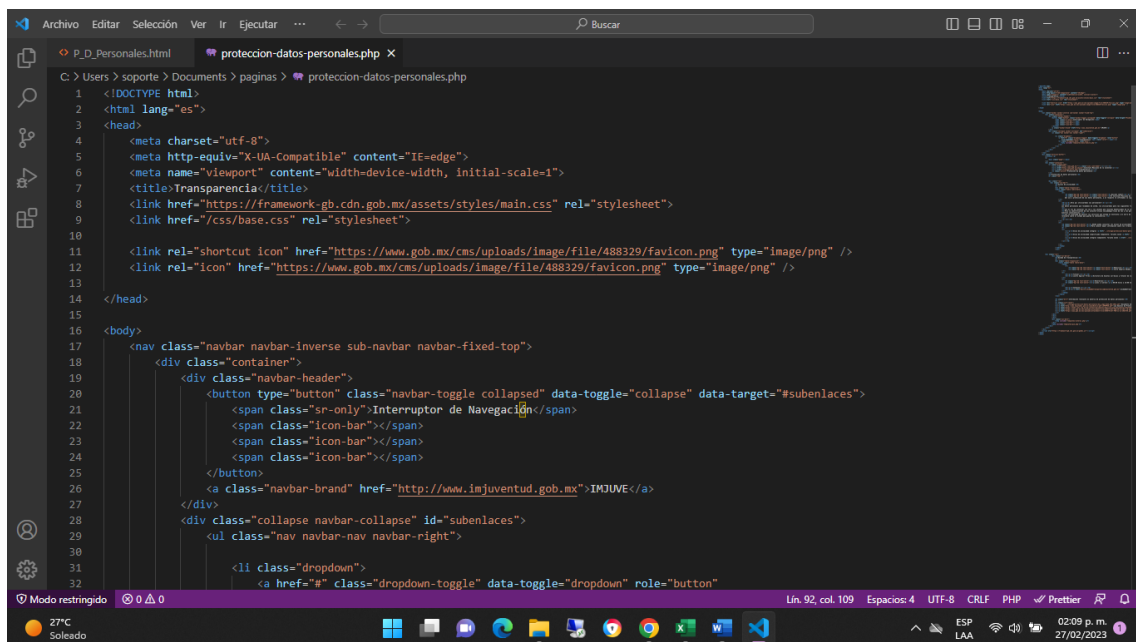 Archivo Editar Selección Ver Ir Ejecutar ... Buscar
P_D_Personales.html proteccion-datos-personales.php
C: > Users > soporte > Documents > paginas > proteccion-datos-personales.php
1 <!DOCTYPE html>
2 <html lang="es">
3 <head>
4 <meta charset="utf-8">
5 <meta http-equiv="X-UA-Compatible" content="IE=edge">
6 <meta name="viewport" content="width=device-width, initial-scale=1">
7 <title>Transparencia</title>
8 <link href="https://framework-gb.cdn.gob.mx/assets/styles/main.css" rel="stylesheet">
9 <link href="/css/base.css" rel="stylesheet">
10
11 <link rel="shortcut icon" href="https://www.gob.mx/cms/uploads/image/file/488329/favicon.png" type="image/png" />
12 <link rel="icon" href="https://www.gob.mx/cms/uploads/image/file/488329/favicon.png" type="image/png" />
13
14 </head>
15
16 <body>
17 <nav class="navbar navbar-inverse sub-navbar navbar-fixed-top">
18 <div class="container">
19 <div class="navbar-header">
20 <button type="button" class="navbar-toggle collapsed" data-toggle="collapse" data-target="#subenlaces">
21 <span class="sr-only">Interruptor de Navegación</span>
22 <span class="icon-bar"></span>
23 <span class="icon-bar"></span>
24 <span class="icon-bar"></span>
25 </button>
26 <a class="navbar-brand" href="http://www.imjuventud.gob.mx">IMJUVE</a>
27 </div>
28 <div class="collapse navbar-collapse" id="subenlaces">
29 <ul class="nav navbar-nav navbar-right">
30
31 <li class="dropdown">
32 <a href="#" class="dropdown-toggle" data-toggle="dropdown" role="button"
Modo restringido 0 0 Lín. 92, col. 109 Espacios: 4 UTF-8 CRLF PHP Prettier
27°C ESP 02:09 p. m.
Soleado LAA 27/02/2023 1